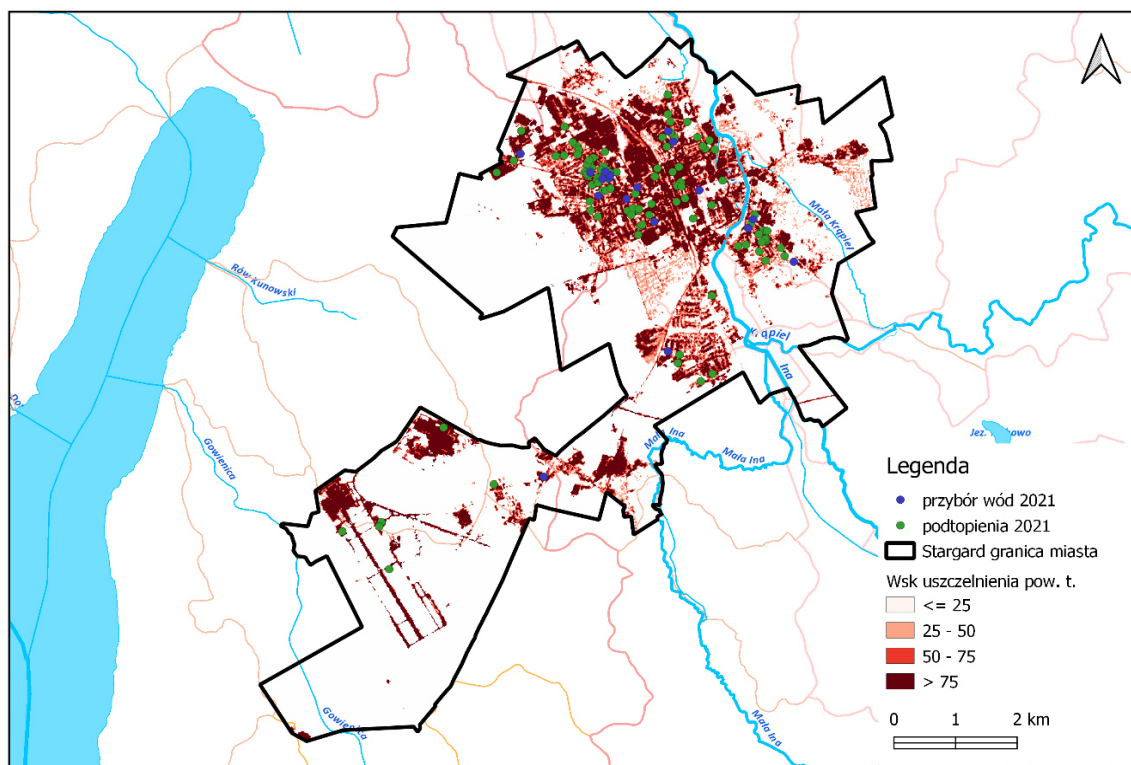 Rów Kunowski
Mała Krąpiel
Krąpiel
Ina
Gowienica
Mała Ina
Mała Ina
Jez.
Gowienica
Mała Ina
Legenda
przybór wód 2021
podtopienia 2021
Stargard granica miasta
Wsk uszczelnienia pow. t.
<= 25
25 - 50
50 - 75
> 75
0 1 2 km